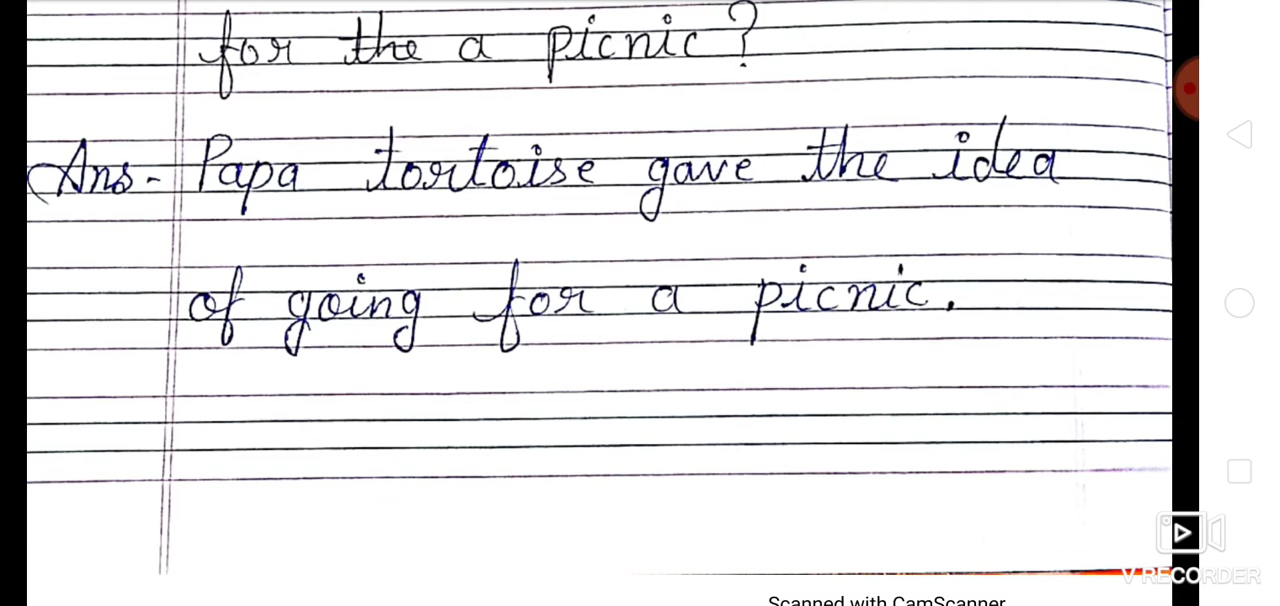 for the a picnic?
Ans- Papa tortoise gave the idea
of going for a picnic.
V RECORDER
Scanned with CamScanner